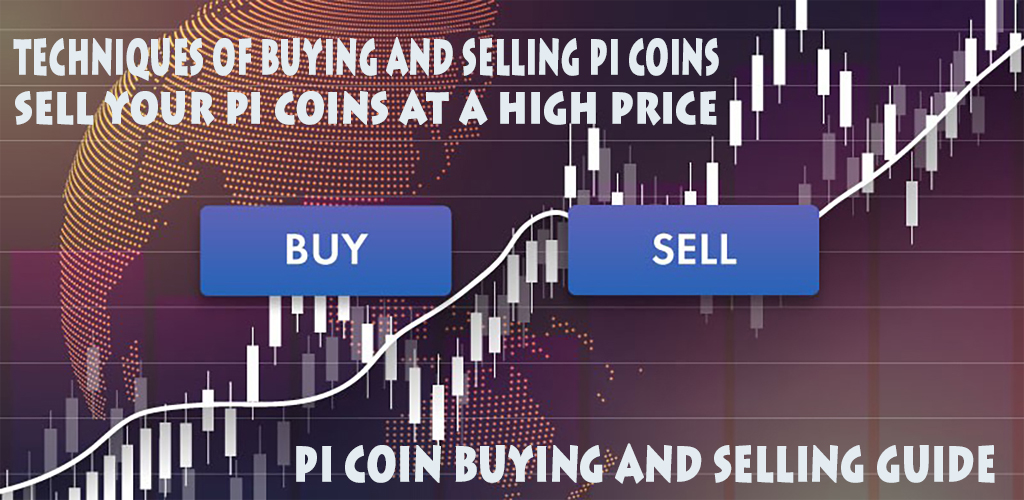 TECHNIQUES OF BUYING AND SELLING PI COINS
SELL YOUR PI COINS AT A HIGH PRICE
BUY
SELL
PI COIN BUYING AND SELLING GUIDE